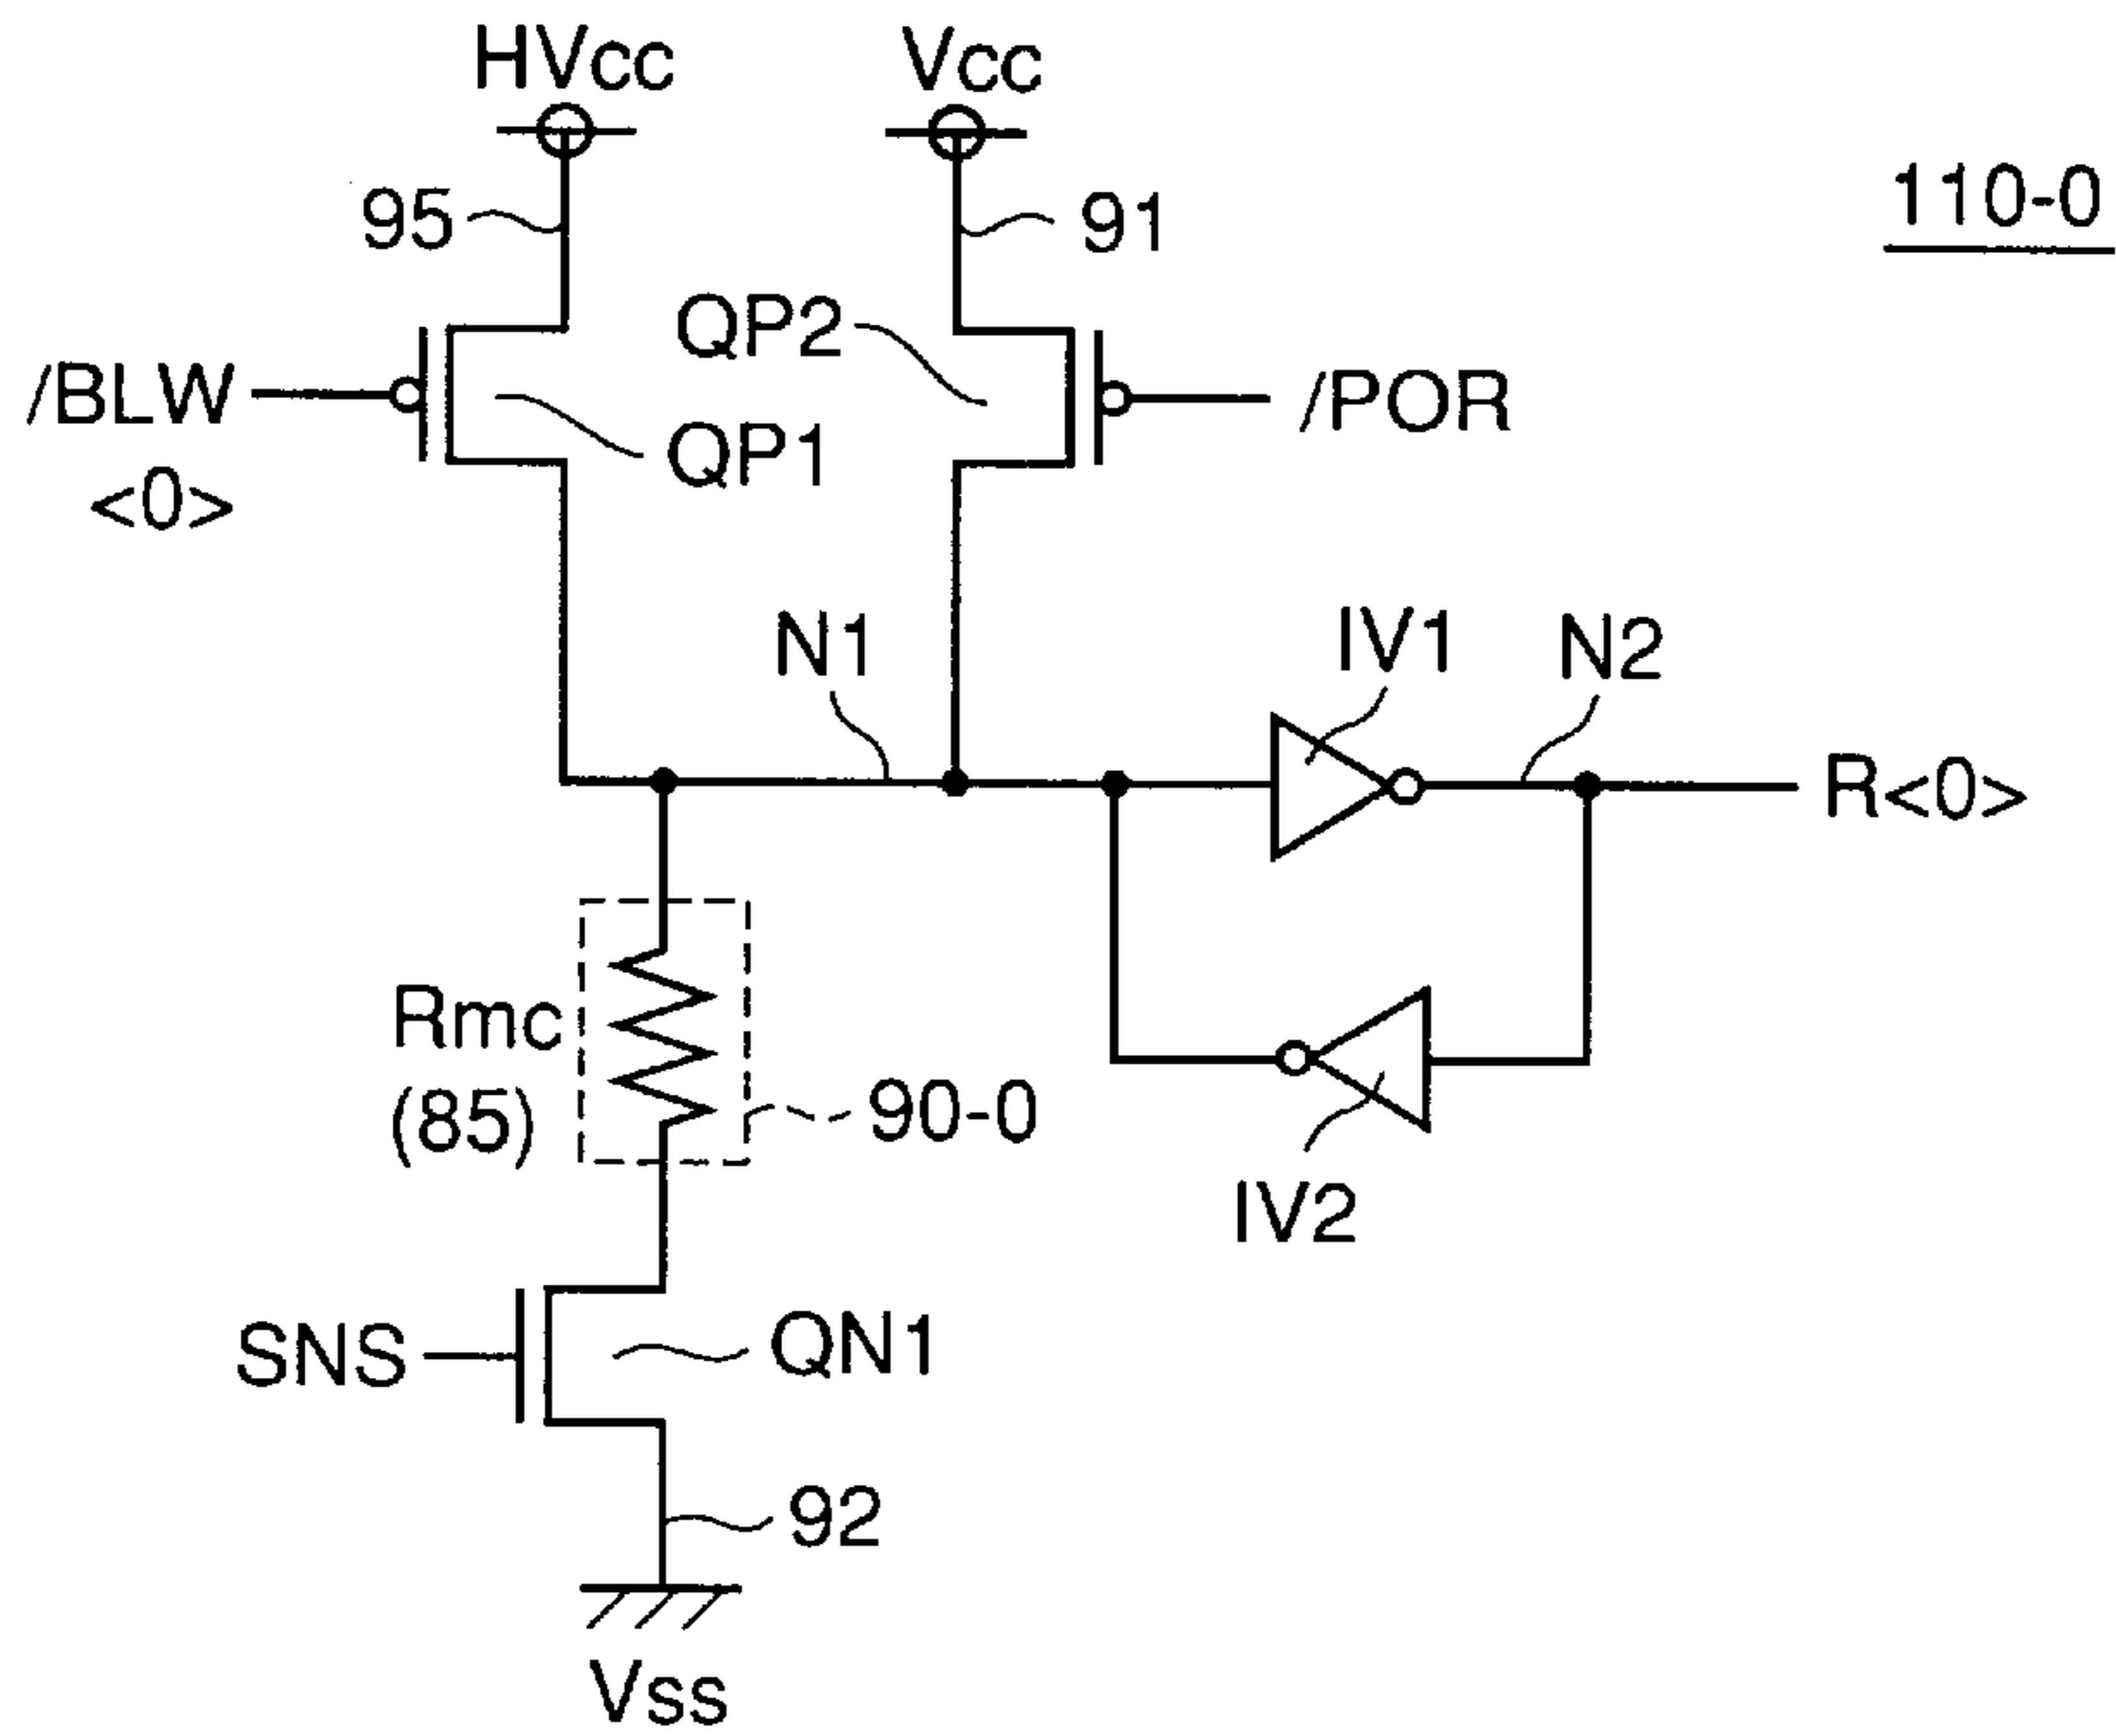 HVcc
Vcc
95
91
110-0
QP2
/BLW
<0>
QP1
/POR
N1
IV1
N2
R<0>
Rmc
(85)
90-0
IV2
SNS
QN1
92
Vss